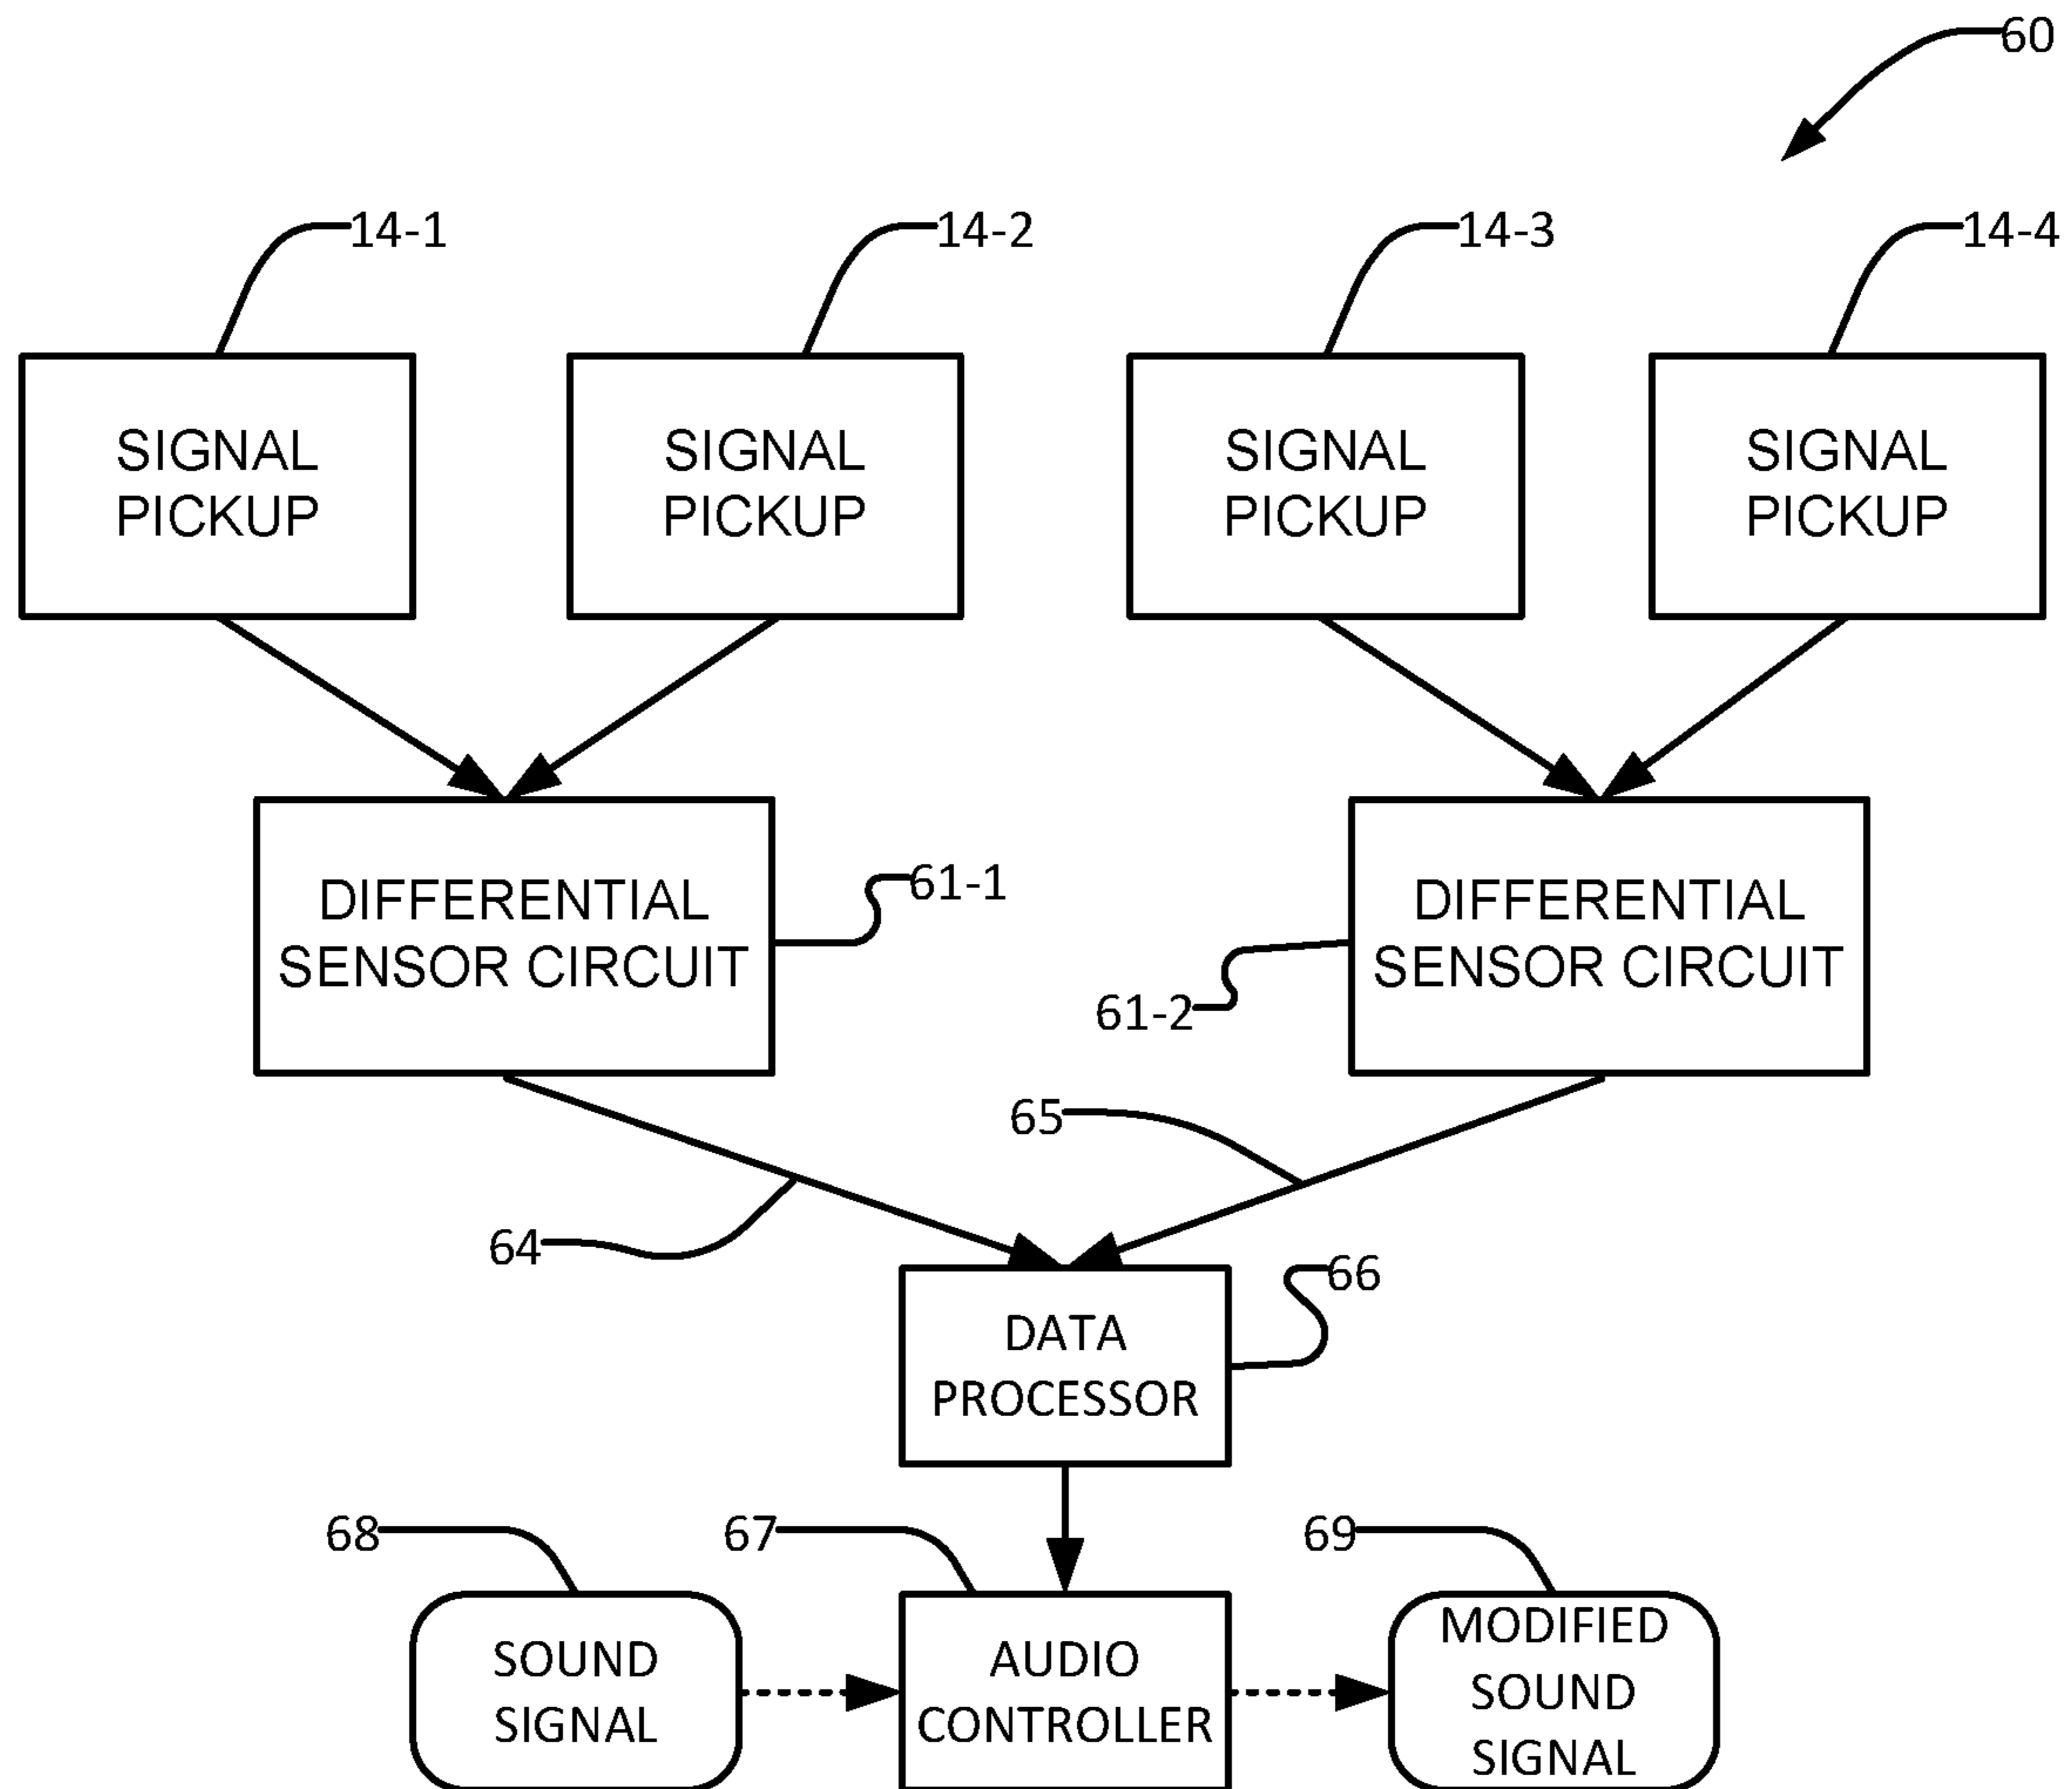 60
14-1
14-2
14-3
14-4
SIGNAL
PICKUP
SIGNAL
PICKUP
SIGNAL
PICKUP
SIGNAL
PICKUP
DIFFERENTIAL
SENSOR CIRCUIT
61-1
DIFFERENTIAL
SENSOR CIRCUIT
61-2
65
64
66
DATA
PROCESSOR
68
67
69
SOUND
SIGNAL
AUDIO
CONTROLLER
MODIFIED
SOUND
SIGNAL